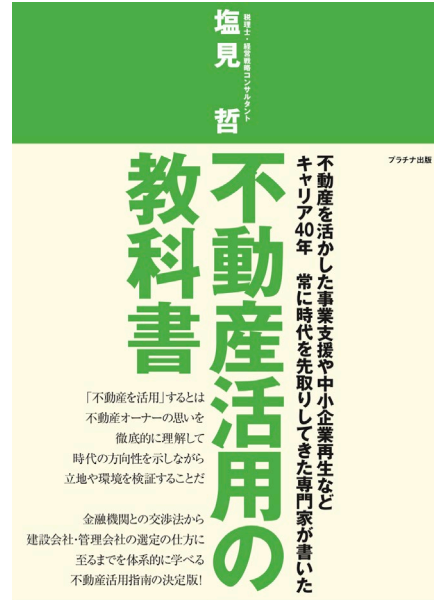 税理士・経営戦略コンサルタント
塩見 哲
プラチナ出版
不動産を活かした事業支援や中小企業再生など
キャリア40年 常に時代を先取りしてきた専門家が書いた
不動産活用の
教科書
「不動産を活用」するとは
不動産オーナーの思いを
徹底的に理解して
時代の方向性を示しながら
立地や環境を検証することだ
金融機関との交渉法から
建設会社・管理会社の選定の仕方に
至るまでを体系的に学べる
不動産活用指南の決定版!